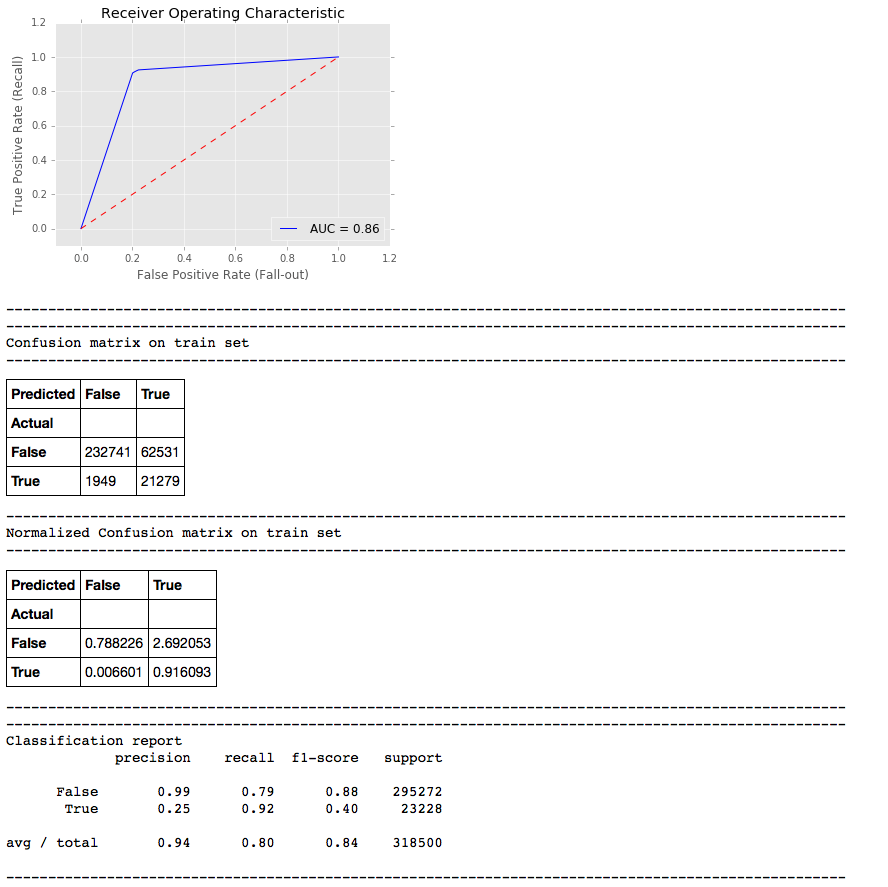 Receiver Operating Characteristic
1.2
1.0
0.8
0.6
0.4
0.2
0.0
True Positive Rate (Recall)
AUC = 0.86
0.0 0.2 0.4 0.6 0.8 1.0 1.2
False Positive Rate (Fall-out)
Confusion matrix on train set
Predicted False True
Actual
False 232741 62531
True 1949 21279
Normalized Confusion matrix on train set
Predicted False True
Actual
False 0.788226 2.692053
True 0.006601 0.916093
Classification report
precision recall f1-score support
False 0.99 0.79 0.88 295272
True 0.25 0.92 0.40 23228
avg / total 0.94 0.80 0.84 318500